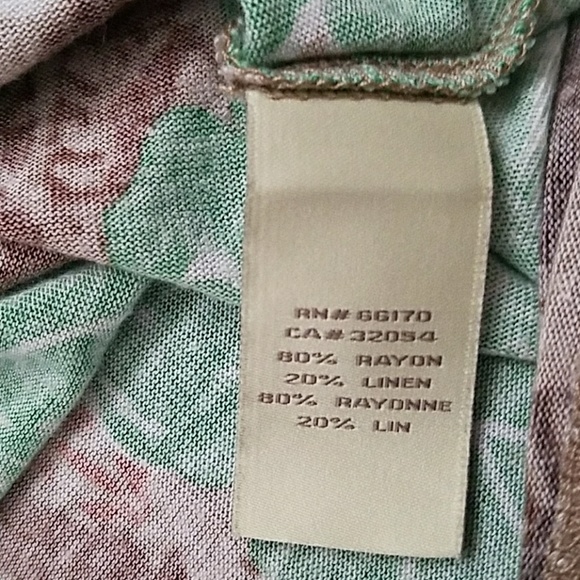 RN# 66170
CA# 32054
80% RAYON
20% LINEN
80% RAYONNE
20% LIN